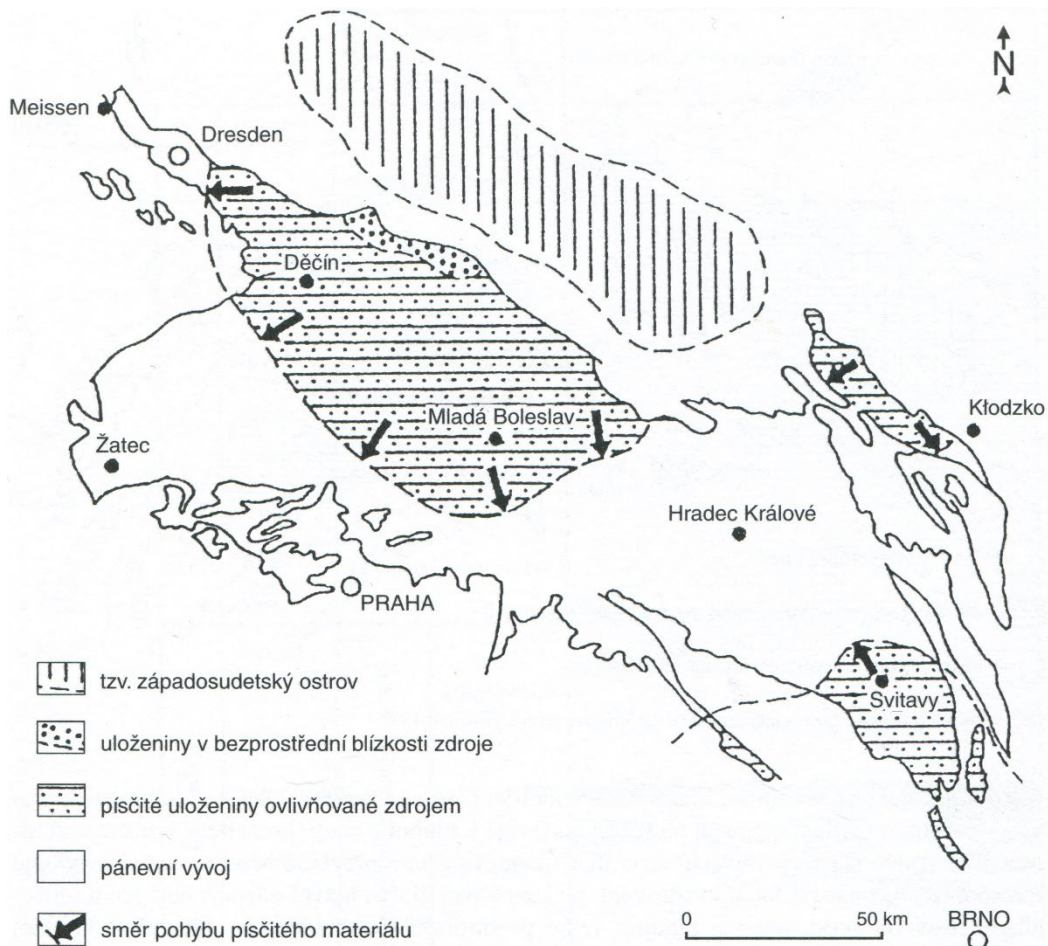 N
Meissen
Dresden
Děčín
Mladá Boleslav
Kłodzko
Žatec
Hradec Králové
PRAHA
Svitavy
tzv. západosudetský ostrov
uloženiny v bezprostřední blízkosti zdroje
písčité uloženiny ovlivňované zdrojem
pánevní vývoj
směr pohybu písčitého materiálu
0 50 km
BRNO